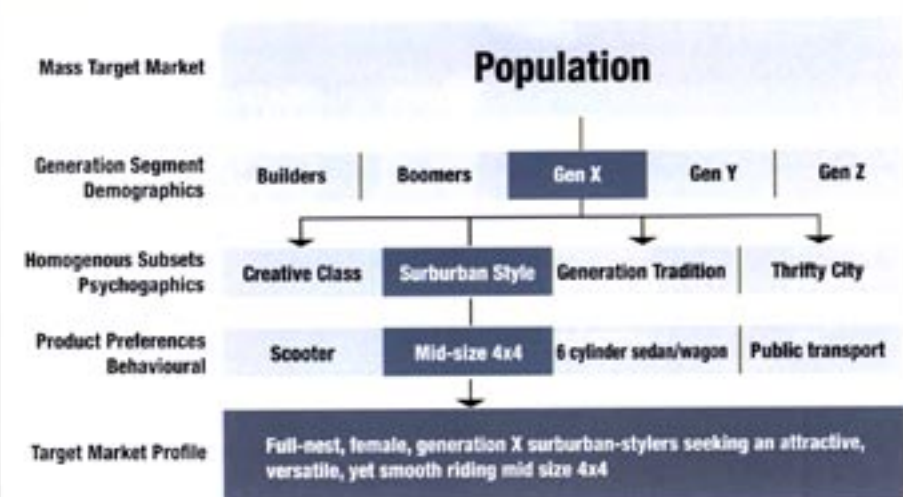 Mass Target Market
Population
Generation Segment
Demographics
Builders
Boomers
Gen X
Gen Y
Gen Z
Homogenous Subsets
Psychogaphics
Creative Class
Surburban Style
Generation Tradition
Thrifty City
Product Preferences
Behavioural
Scooter
Mid-size 4x4
6 cylinder sedan/wagon
Public transport
Target Market Profile
Full-nest, female, generation X surburban-stylers seeking an attractive,
versatile, yet smooth riding mid size 4x4